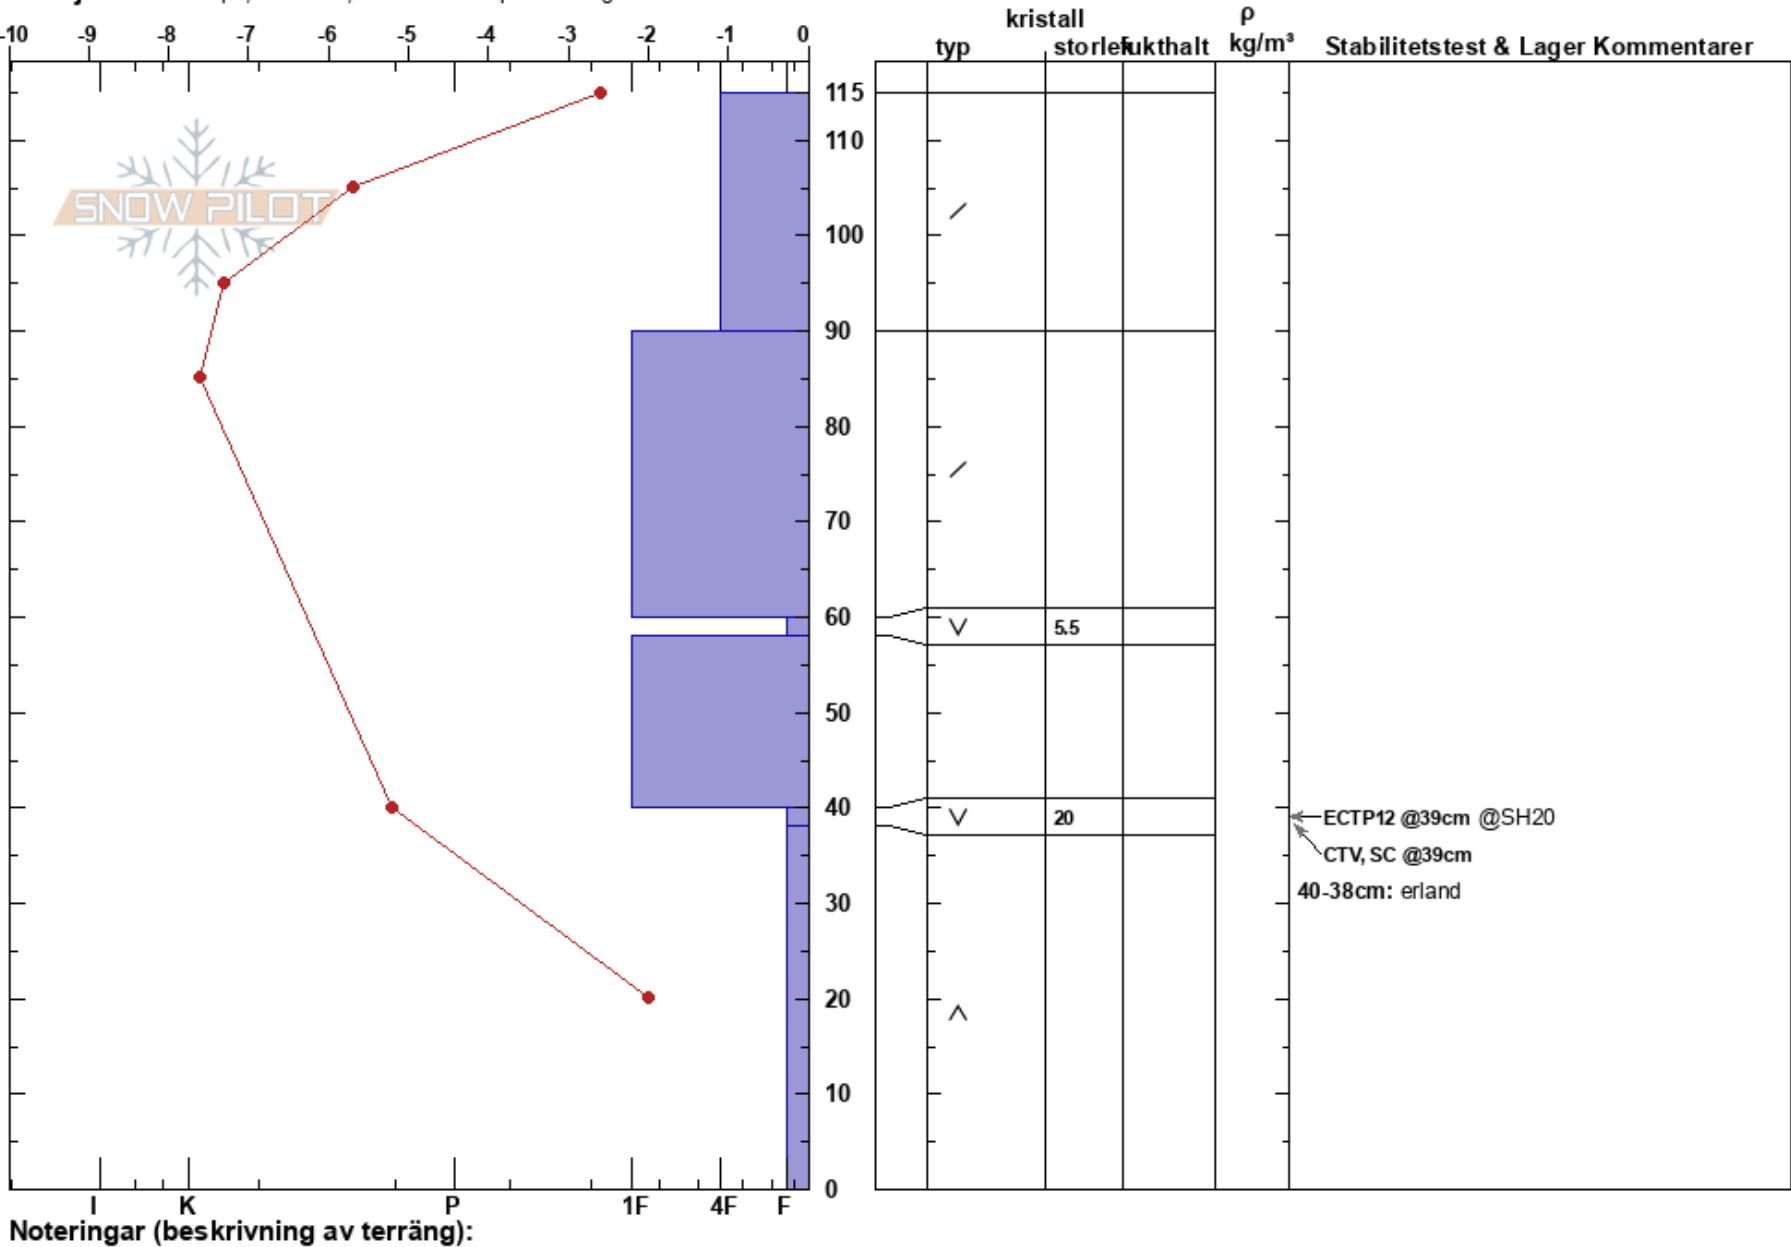 -10 -9 -8 -7 -6 -5 -4 -3 -2 -1 0
kristall
typ storlek fukthalt
ρ
kg/m³
Stabilitetstest & Lager Kommentarer
SNOW PILOT
115
110
100
90
80
70
60
50
40
30
20
10
0
5.5
20
ECTP12 @39cm @SH20
CTV, SC @39cm
40-38cm: erland
I K P 1F 4F F
Noteringar (beskrivning av terräng):